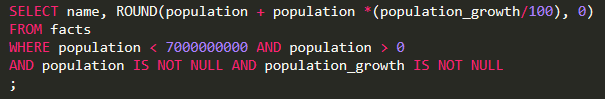 SELECT name, ROUND(population + population *(population_growth/100), 0)
FROM facts
WHERE population < 7000000000 AND population > 0
AND population IS NOT NULL AND population_growth IS NOT NULL
;